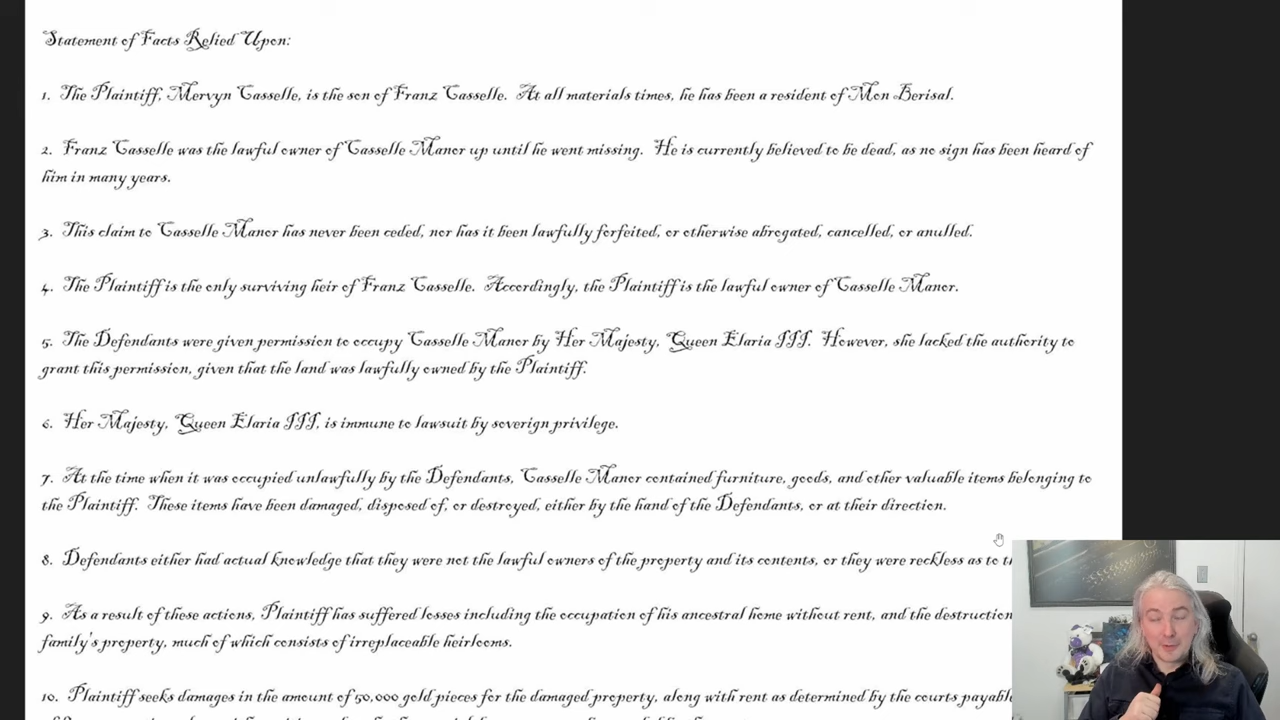 Statement of Facts Relied Upon:
1. The Plaintiff, Mervyn Casselle, is the son of Franz Casselle. At all materials times, he has been a resident of Mon Berisal.
2. Franz Casselle was the lawful owner of Casselle Manor up until he went missing. He is currently believed to be dead, as no sign has been heard of
him in many years.
3. This claim to Casselle Manor has never been ceded, nor has it been lawfully forfeited, or otherwise abrogated, cancelled, or anulled.
4. The Plaintiff is the only surviving heir of Franz Casselle. Accordingly, the Plaintiff is the lawful owner of Casselle Manor.
5. The Defendants were given permission to occupy Casselle Manor by Her Majesty, Queen Elaria III. However, she lacked the authority to
grant this permission, given that the land was lawfully owned by the Plaintiff.
6. Her Majesty, Queen Elaria III, is immune to lawsuit by soverign privilege.
7. At the time when it was occupied unlawfully by the Defendants, Casselle Manor contained furniture, goods, and other valuable items belonging to
the Plaintiff. These items have been damaged, disposed of, or destroyed, either by the hand of the Defendants, or at their direction.
8. Defendants either had actual knowledge that they were not the lawful owners of the property and its contents, or they were reckless as to
9. As a result of these actions, Plaintiff has suffered losses including the occupation of his ancestral home without rent, and the destruction
family's property, much of which consists of irreplaceable heirlooms.
10. Plaintiff seeks damages in the amount of 50,000 gold pieces for the damaged property, along with rent as determined by the courts payable